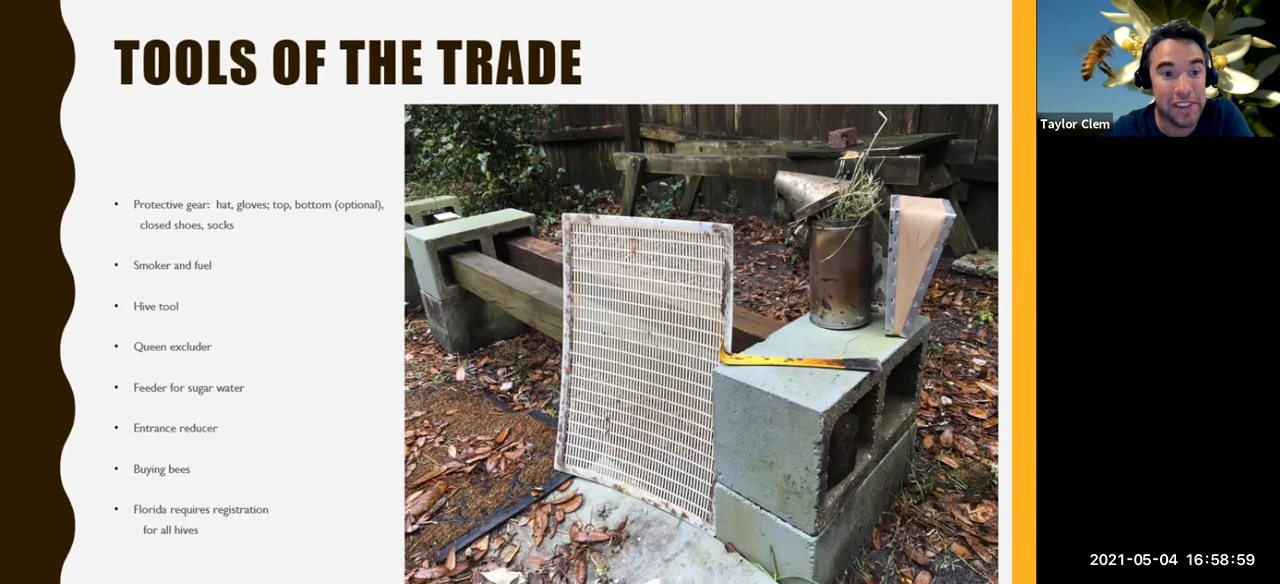 TOOLS OF THE TRADE
• Protective gear: hat, gloves; top, bottom (optional),
closed shoes, socks
• Smoker and fuel
• Hive tool
• Queen excluder
• Feeder for sugar water
• Entrance reducer
• Buying bees
• Florida requires registration
for all hives
Taylor Clem
2021-05-04 16:58:59